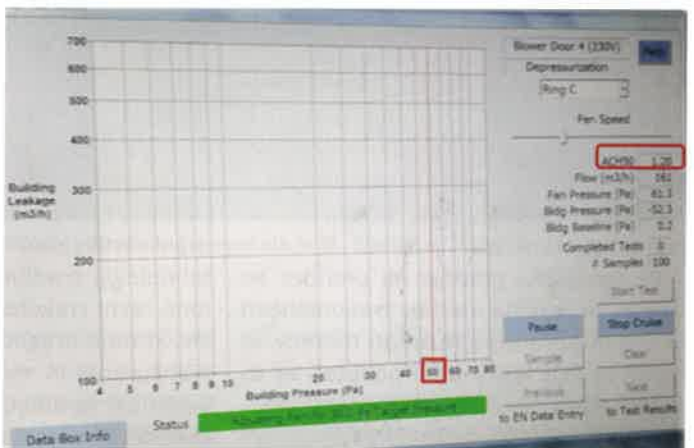 Blower Door 4 (230V)
Help
Depressurization
Ring C
Fan Speed
ACH50 1.20
Flow (m3/h) 161
Fan Pressure (Pa) 61.3
Bldg Pressure (Pa) -52.3
Bldg Baseline (Pa) 0.2
Completed Tests 0
# Samples 100
Start Test
Pause
Stop Cruise
Sample
Clear
Previous
Next
to EN Data Entry
to Test Results
700
600
500
400
300
200
100
Building
Leakage
(m3/h)
4 5 6 7 8 9 10 20 30 40 50 60 70 80
Building Pressure (Pa)
Status
Target Pressure
Data Box Info